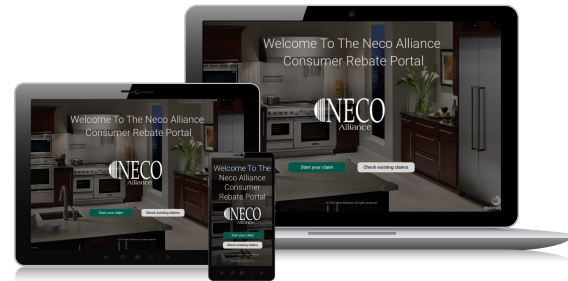 Welcome To The Neco Alliance
Consumer Rebate Portal
NECO
Alliance
Start your claim
Check existing claims
Welcome To The Neco Alliance
Consumer Rebate Portal
NECO
Alliance
Start your claim
Check existing claims
Welcome To The
Neco Alliance
Consumer
Rebate Portal
NECO
Alliance
Start your claim
Check existing claims